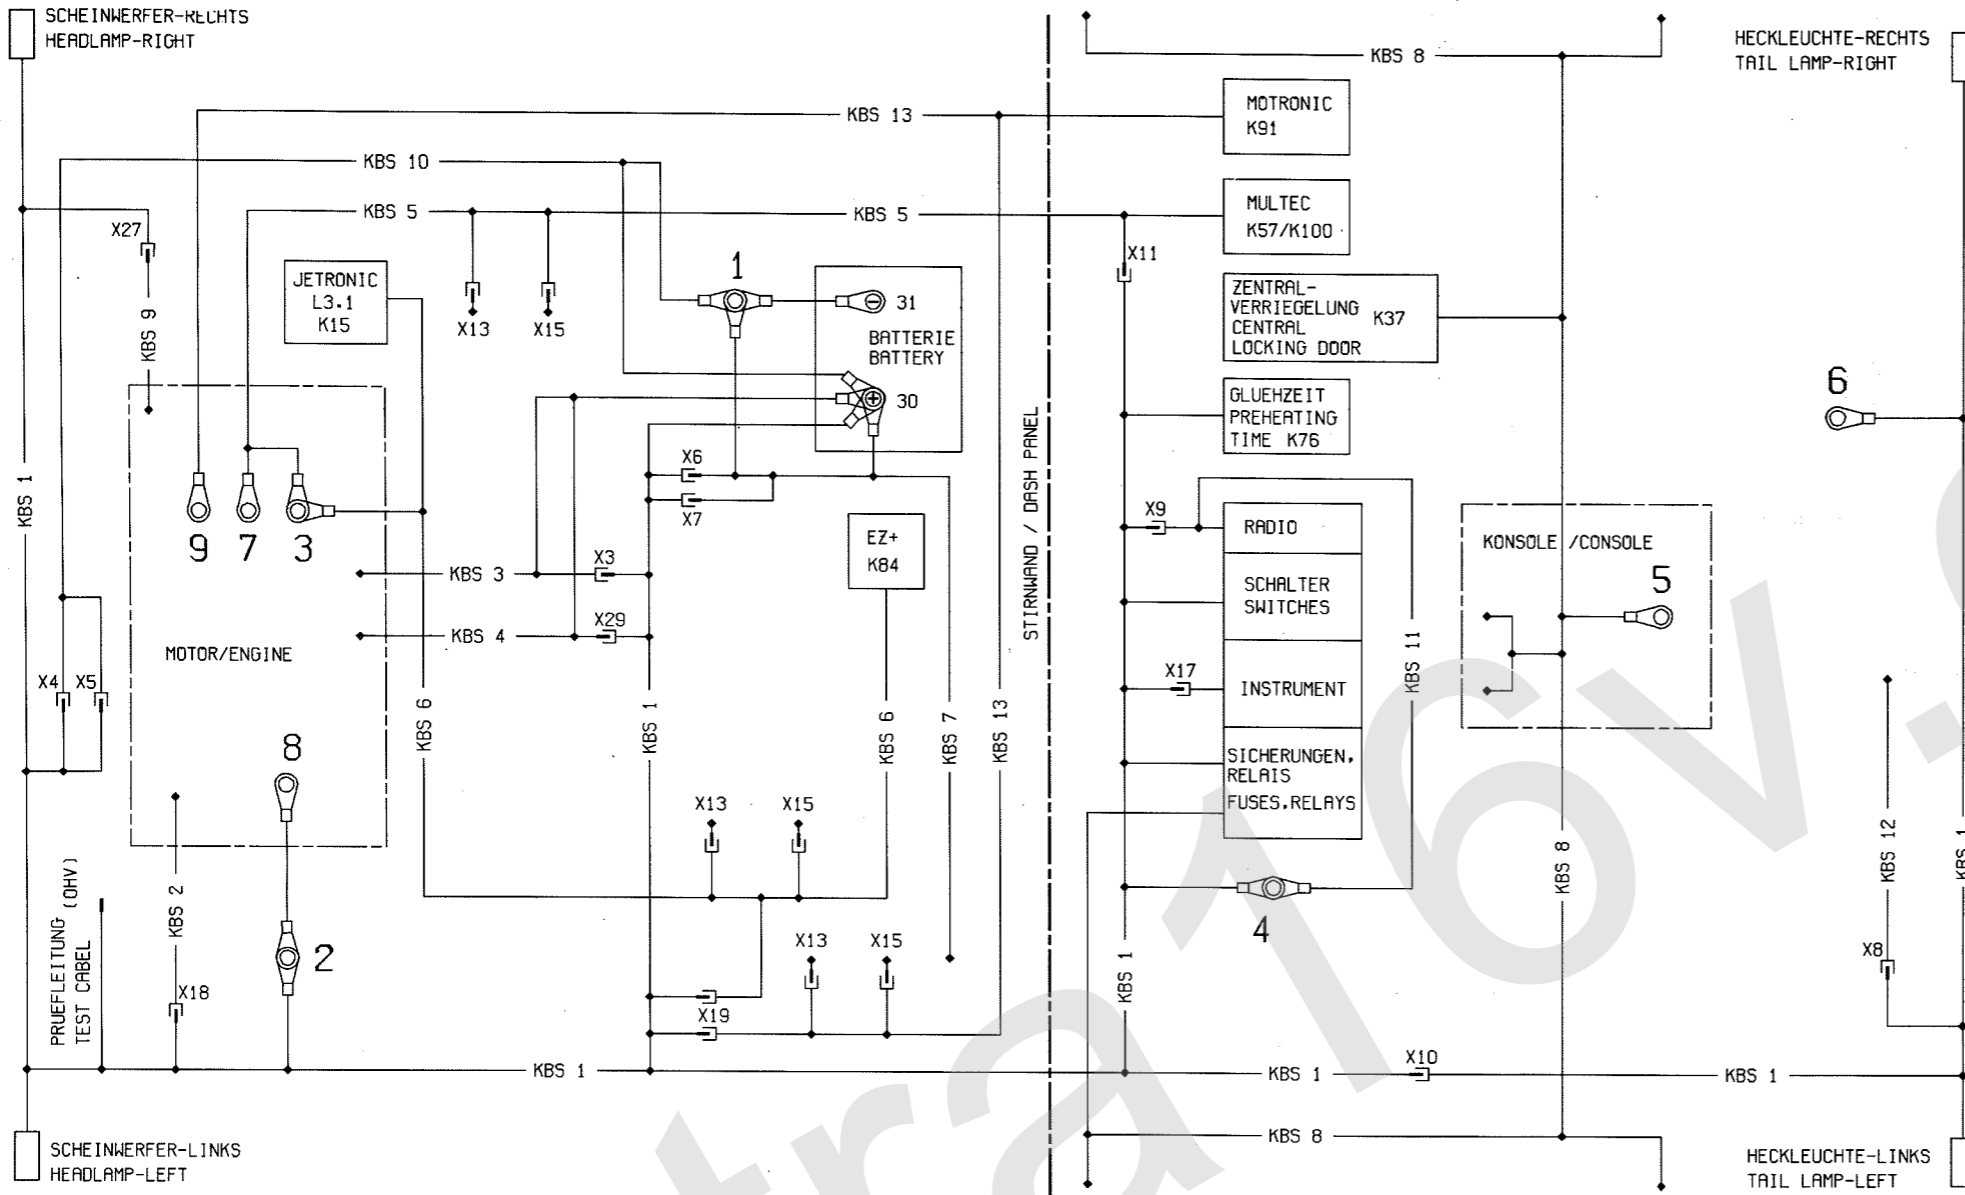 SCHEINWERFER-RECHTS
HEADLAMP-RIGHT
KBS 8
HECKLEUCHTE-RECHTS
TAIL LAMP-RIGHT
KBS 13
MOTRONIC
K91
KBS 10
KBS 5
KBS 5
MULTEC
K57/K100
X27
X11
JETRONIC
L3.1
K15
1
31
BATTERIE
BATTERY
30
ZENTRAL-
VERRIEGELUNG
CENTRAL
LOCKING DOOR
K37
KBS 9
X13
X15
GLUEHZEIT
PREHEATING
TIME K76
6
STIRNWAND / DASH PANEL
KBS 1
X6
X7
9
7
3
EZ+
K84
X9
RADIO
KONSOLE /CONSOLE
5
KBS 3
X3
SCHALTER
SWITCHES
KBS 4
X29
MOTOR/ENGINE
KBS 11
X4
X5
X17
INSTRUMENT
KBS 6
KBS 1
KBS 6
KBS 7
KBS 13
8
SICHERUNGEN,
RELAIS
FUSES,RELAYS
X13
X15
KBS 8
KBS 12
KBS 1
PRUEFLEITUNG (OHV)
TEST CABEL
KBS 2
2
4
X13
X15
X8
X18
X19
KBS 1
KBS 1
KBS 1
X10
KBS 1
KBS 8
SCHEINWERFER-LINKS
HEADLAMP-LEFT
HECKLEUCHTE-LINKS
TAIL LAMP-LEFT
tra 16v.